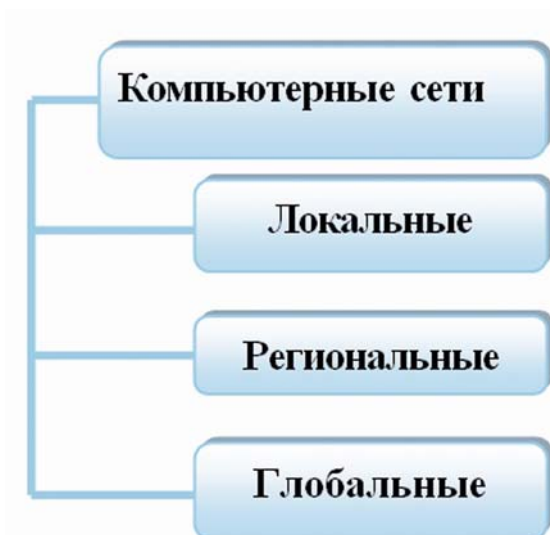 Компьютерные сети
Локальные
Региональные
Глобальные